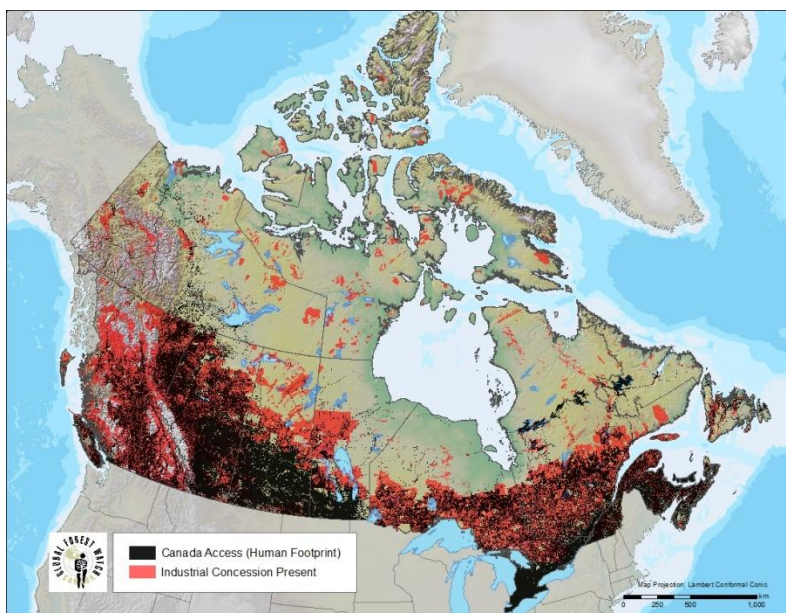 GLOBAL FOREST WATCH
Canada Access (Human Footprint)
Industrial Concession Present
Map Projection: Lambert Conformal Conic
km
0 250 500 1,000